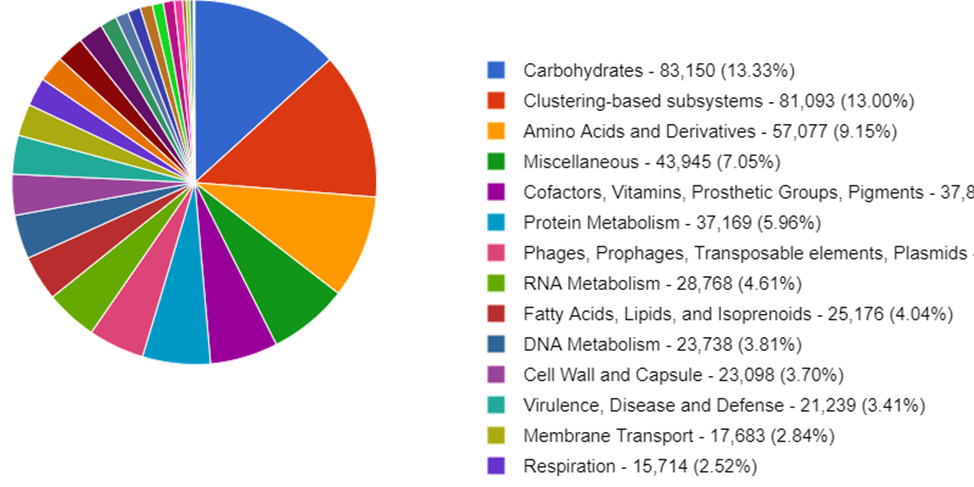 Carbohydrates - 83,150 (13.33%)
Clustering-based subsystems - 81,093 (13.00%)
Amino Acids and Derivatives - 57,077 (9.15%)
Miscellaneous - 43,945 (7.05%)
Cofactors, Vitamins, Prosthetic Groups, Pigments - 37,8
Protein Metabolism - 37,169 (5.96%)
Phages, Prophages, Transposable elements, Plasmids -
RNA Metabolism - 28,768 (4.61%)
Fatty Acids, Lipids, and Isoprenoids - 25,176 (4.04%)
DNA Metabolism - 23,738 (3.81%)
Cell Wall and Capsule - 23,098 (3.70%)
Virulence, Disease and Defense - 21,239 (3.41%)
Membrane Transport - 17,683 (2.84%)
Respiration - 15,714 (2.52%)